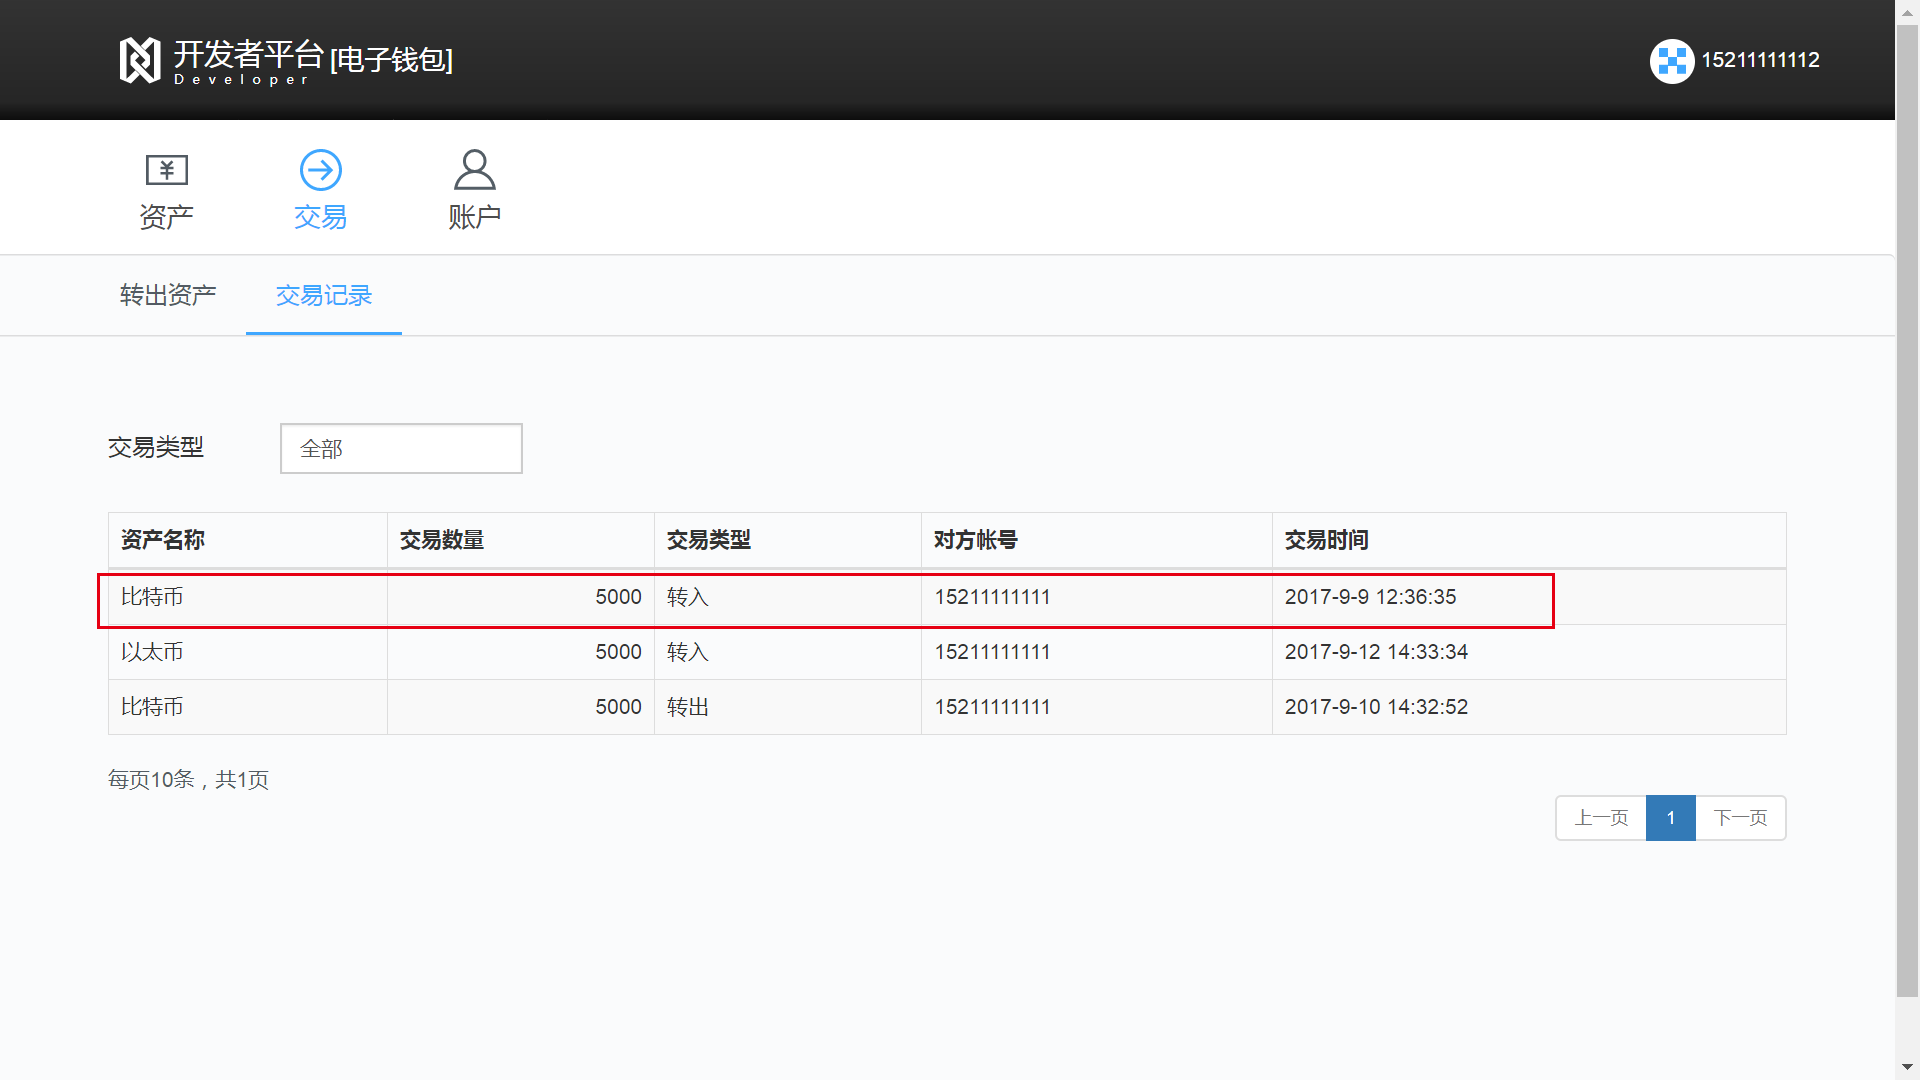 开发者平台 [电子钱包]
Developer
15211111112
资产
交易
账户
转出资产
交易记录
交易类型
全部
资产名称 交易数量 交易类型 对方帐号 交易时间
比特币 5000 转入 15211111111 2017-9-9 12:36:35
以太币 5000 转入 15211111111 2017-9-12 14:33:34
比特币 5000 转出 15211111111 2017-9-10 14:32:52
每页10条，共1页
上一页 1 下一页